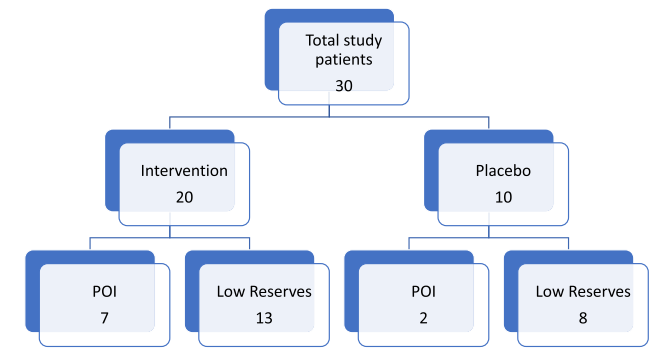 Total study
patients
30
Intervention
20
Placebo
10
POI
7
Low Reserves
13
POI
2
Low Reserves
8